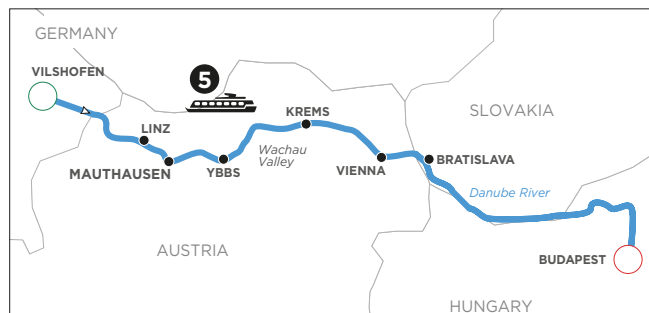 GERMANY
VILSHOFEN
5
LINZ
MAUTHAUSEN
YBBS
KREMS
Wachau
Valley
VIENNA
SLOVAKIA
BRATISLAVA
Danube River
AUSTRIA
BUDAPEST
HUNGARY